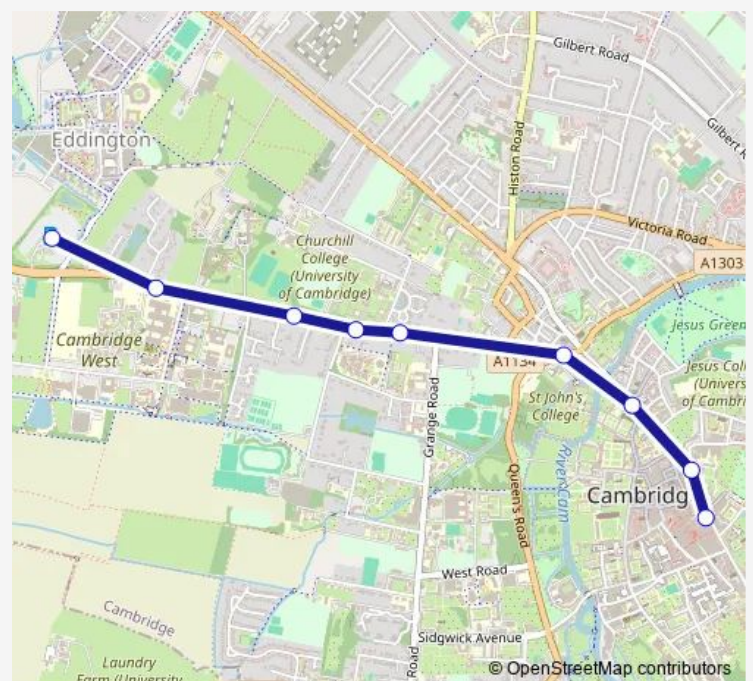 Gilbert Road
Gilbert R
Eddington
Histon Road
Victoria Road
A1303
Churchill
College
(University
of Cambridge)
Jesus Green
Cambridge
West
A1134
Jesus Coll
(Univers
of Cambri
St John's
College
Grange Road
River Cam
Queen's Road
Cambridg
West Road
Cambridge
Sidgwick Avenue
Road
Laundry
Farm (University
© OpenStreetMap contributors